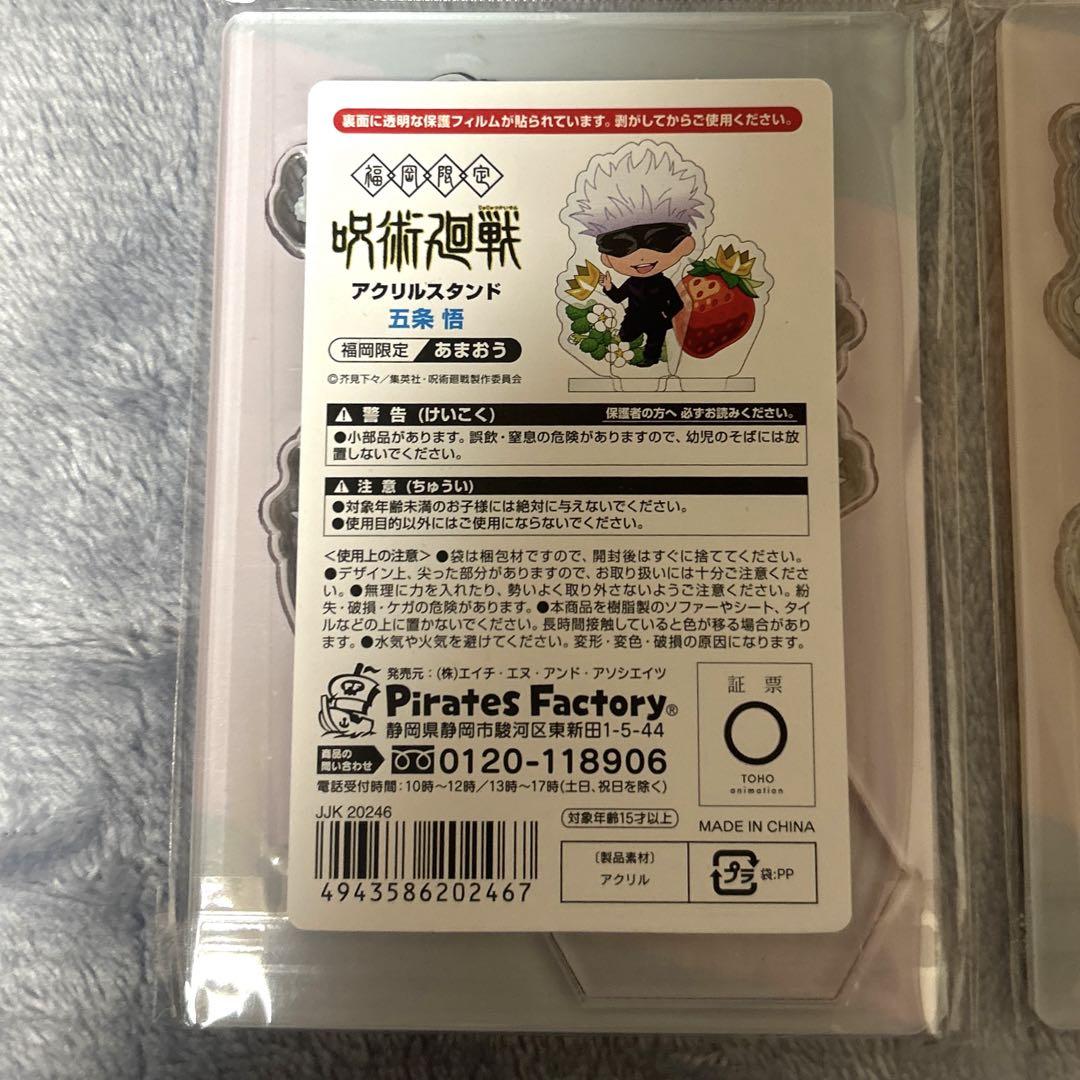 裏面に透明な保護フィルムが貼られています。剥がしてからご使用ください。
福岡限定
じゅじゅつかいせん
呪術廻戦
アクリルスタンド
五条 悟
福岡限定 あまおう
©芥見下々／集英社・呪術廻戦製作委員会
警告 (けいこく) 保護者の方へ 必ずお読みください。
●小部品があります。誤飲・窒息の危険がありますので、幼児のそばには放
置しないでください。
注意 (ちゅうい)
●対象年齢未満のお子様には絶対に与えないでください。
●使用目的以外にはご使用にならないでください。
＜使用上の注意＞ ●袋は梱包材ですので、開封後はすぐに捨ててください。
●デザイン上、尖った部分がありますので、お取り扱いには十分ご注意くださ
い。●無理に力を入れたり、勢いよく取り外さないようご注意ください。紛
失・破損・ケガの危険があります。●本商品を樹脂製のソファーやシート、タイ
ルなどの上に置かないでください。長時間接触していると色が移る場合があり
ます。●水気や火気を避けてください。変形・変色・破損の原因になります。
発売元：(株)エイチ・エヌ・アンド・アソシエイツ
Pirates Factory®
静岡県静岡市駿河区東新田1-5-44
商品の
問い合わせ 0120-118906
電話受付時間：10時～12時／13時～17時(土日、祝日を除く)
証票
TOHO
animation
JJK 20246
対象年齢15才以上
MADE IN CHINA
4943586202467
〔製品素材〕
アクリル
プラ 袋:PP